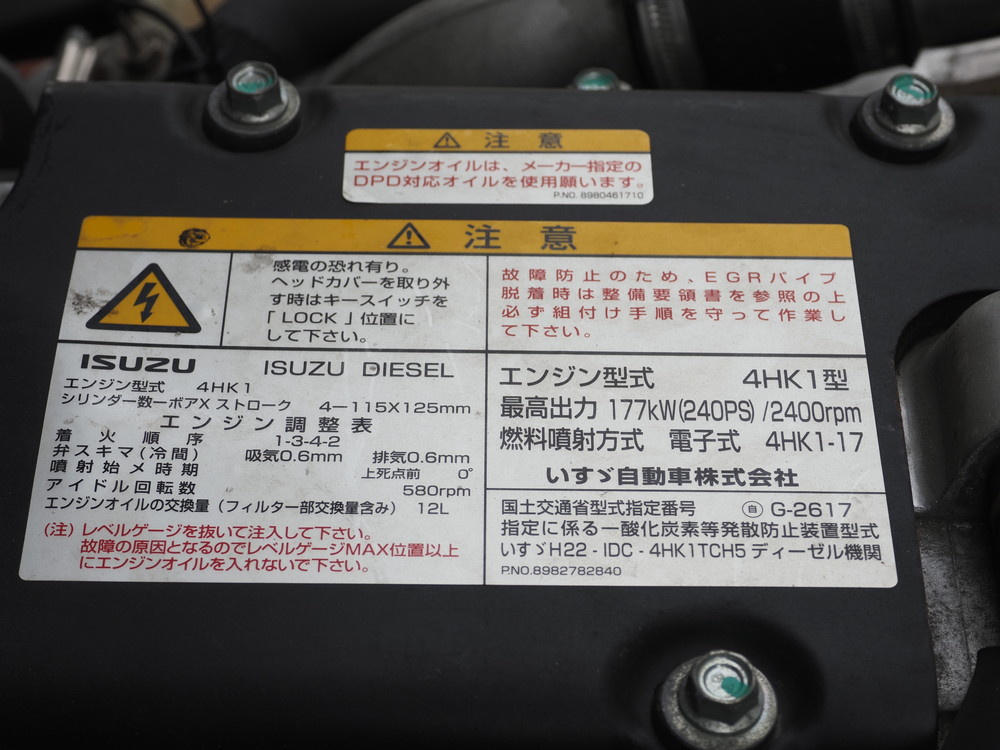 ⚠ 注意
エンジンオイルは、メーカー指定の
DPD対応オイルを使用願います。
P.NO. 8980461710
⚠ 注意
感電の恐れ有り。
ヘッドカバーを取り外
す時はキースイッチを
「LOCK」位置に
して下さい。
故障防止のため、EGRパイプ
脱着時は整備要領書を参照の上
必ず組付け手順を守って作業し
て下さい。
ISUZU ISUZU DIESEL
エンジン型式 4HK1
シリンダー数ーボアX ストローク 4ー115X125mm
エンジン調整表
着火順序 1-3-4-2
弁スキマ(冷間) 吸気0.6mm 排気0.6mm
噴射始メ時期 上死点前 0°
アイドル回転数 580rpm
エンジンオイルの交換量(フィルター部交換量含み) 12L
(注)レベルゲージを抜いて注入して下さい。
故障の原因となるのでレベルゲージMAX位置以上
にエンジンオイルを入れないで下さい。
エンジン型式 4HK1型
最高出力 177kW(240PS)/2400rpm
燃料噴射方式 電子式 4HK1-17
いすゞ自動車株式会社
国土交通省型式指定番号 ㊂ G-2617
指定に係る一酸化炭素等発散防止装置型式
いすゞH22-IDC-4HK1TCH5 ディーゼル機関
P.NO.8982782840